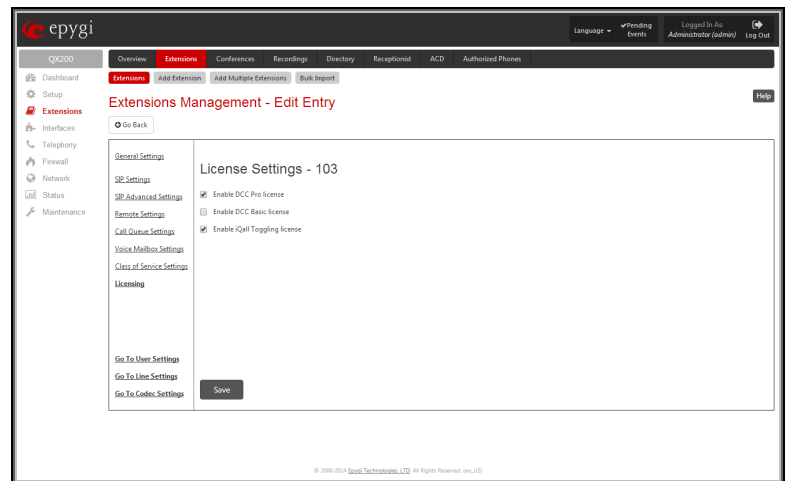 epygi
Language
Pending Events
Logged In As:
Administrator (admin)
Log Out
QX200
Overview Extensions Conferences Recordings Directory Receptionist ACD Authorized Phones
Dashboard
Setup
Extensions
Interfaces
Telephony
Firewall
Network
Status
Maintenance
Extensions Add Extension Add Multiple Extensions Bulk Import
Extensions Management - Edit Entry
Help
Go Back
General Settings
SIP Settings
SIP Advanced Settings
Remote Settings
Call Queue Settings
Voice Mailbox Settings
Class of Service Settings
Licensing
Go To User Settings
Go To Line Settings
Go To Codec Settings
License Settings - 103
Enable DCC Pro license
Enable DCC Basic license
Enable iQall Toggling license
Save
© 2000-2014 Epygi Technologies, LTD. All Rights Reserved. (en_US)